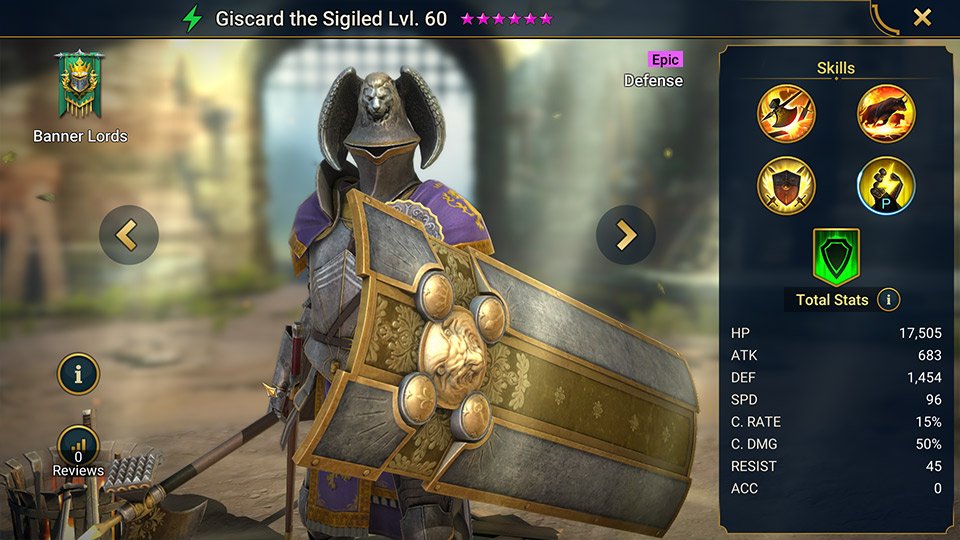 Giscard the Sigiled Lvl. 60
Banner Lords
Epic
Defense
0
Reviews
Skills
P
Total Stats i
HP 17,505
ATK 683
DEF 1,454
SPD 96
C. RATE 15%
C. DMG 50%
RESIST 45
ACC 0